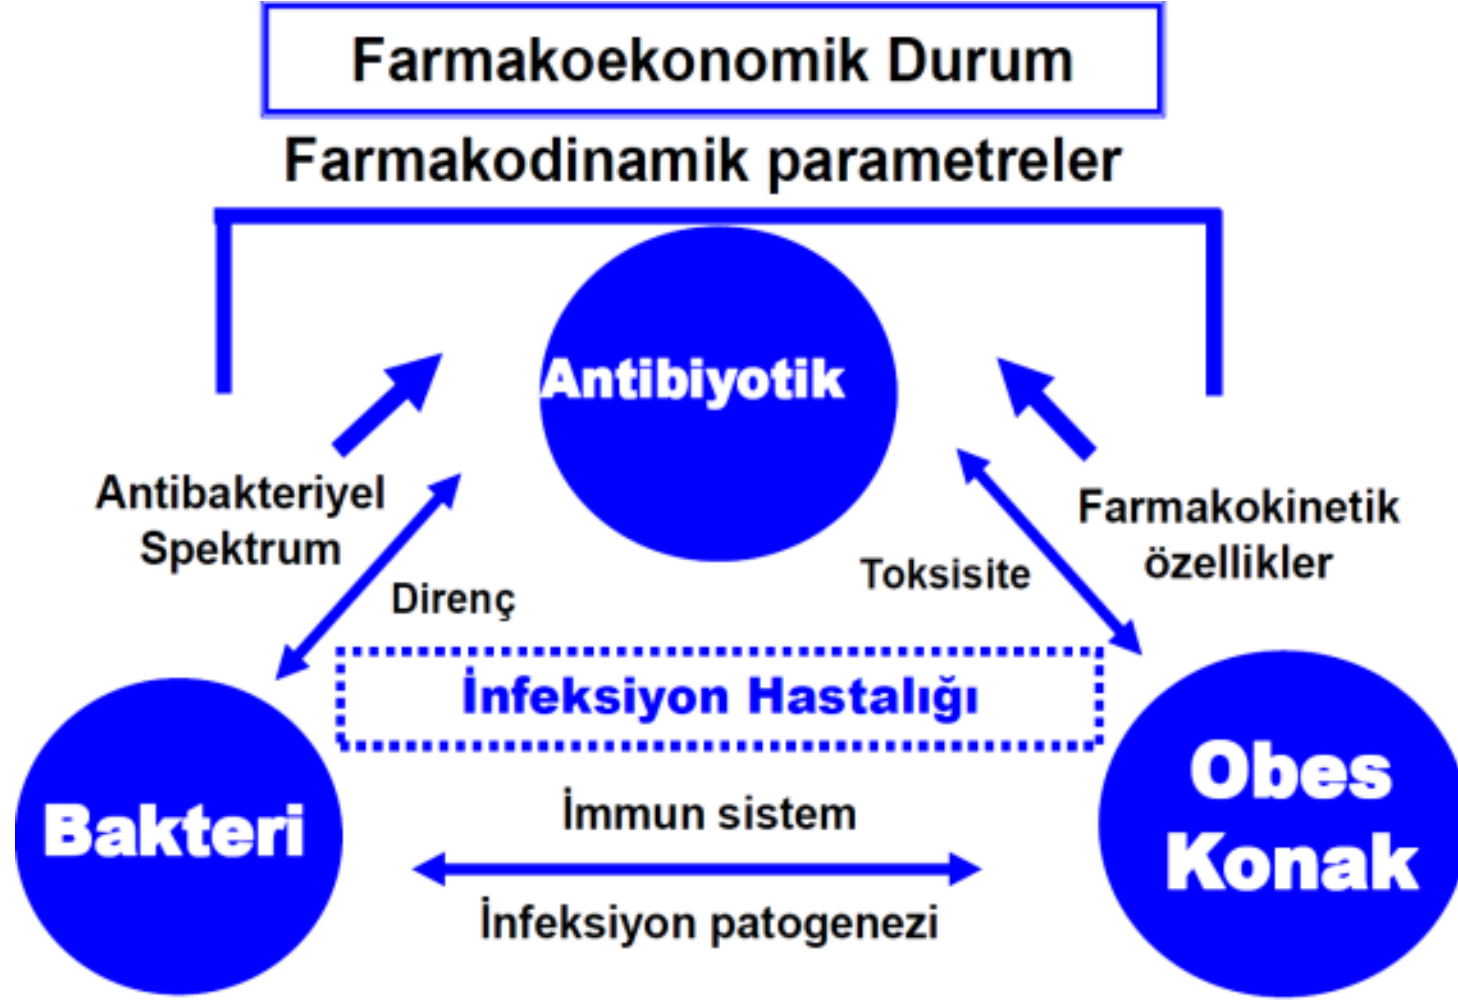 Farmakoekonomik Durum
Farmakodinamik parametreler
Antibiyotik
Antibakteriyel
Spektrum
Direnç
Toksisite
Farmakokinetik
özellikler
İnfeksiyon Hastalığı
Bakteri
İmmun sistem
İnfeksiyon patogenezi
Obes
Konak